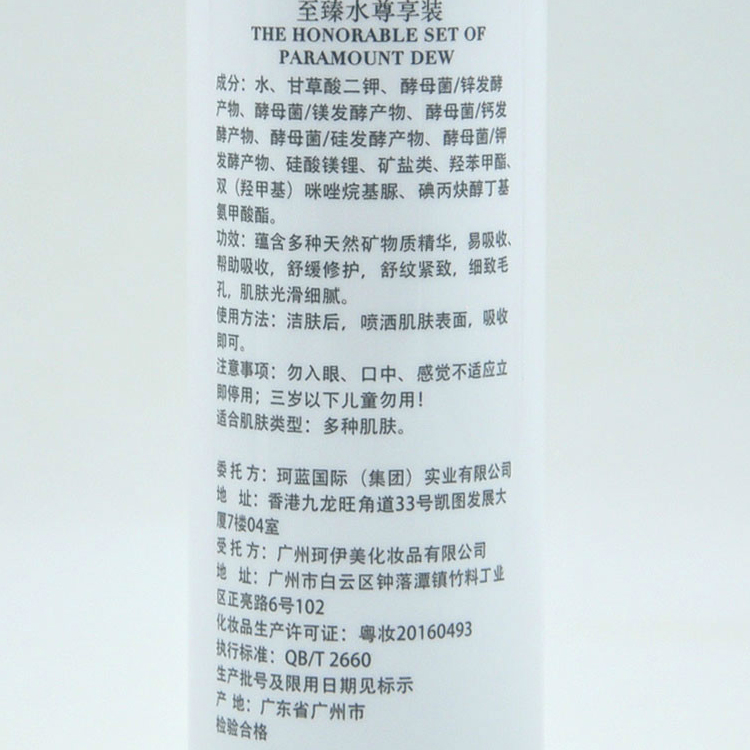 至臻水尊享装
THE HONORABLE SET OF
PARAMOUNT DEW
成分：水、甘草酸二钾、酵母菌/锌发酵
产物、酵母菌/镁发酵产物、酵母菌/钙发
酵产物、酵母菌/硅发酵产物、酵母菌/钾
发酵产物、硅酸镁锂、矿盐类、羟苯甲酯、
双（羟甲基）咪唑烷基脲、碘丙炔醇丁基
氨甲酸酯。
功效：蕴含多种天然矿物质精华，易吸收、
帮助吸收，舒缓修护，舒纹紧致，细致毛
孔，肌肤光滑细腻。
使用方法：洁肤后，喷洒肌肤表面，吸收
即可。
注意事项：勿入眼、口中、感觉不适应立
即停用；三岁以下儿童勿用！
适合肌肤类型：多种肌肤。
委托方：珂蓝国际（集团）实业有限公司
地 址：香港九龙旺角道33号凯图发展大
厦7楼04室
受托方：广州珂伊美化妆品有限公司
地 址：广州市白云区钟落潭镇竹料工业
区正亮路6号102
化妆品生产许可证：粤妆20160493
执行标准：QB/T 2660
生产批号及限用日期见标示
产 地：广东省广州市
检验合格